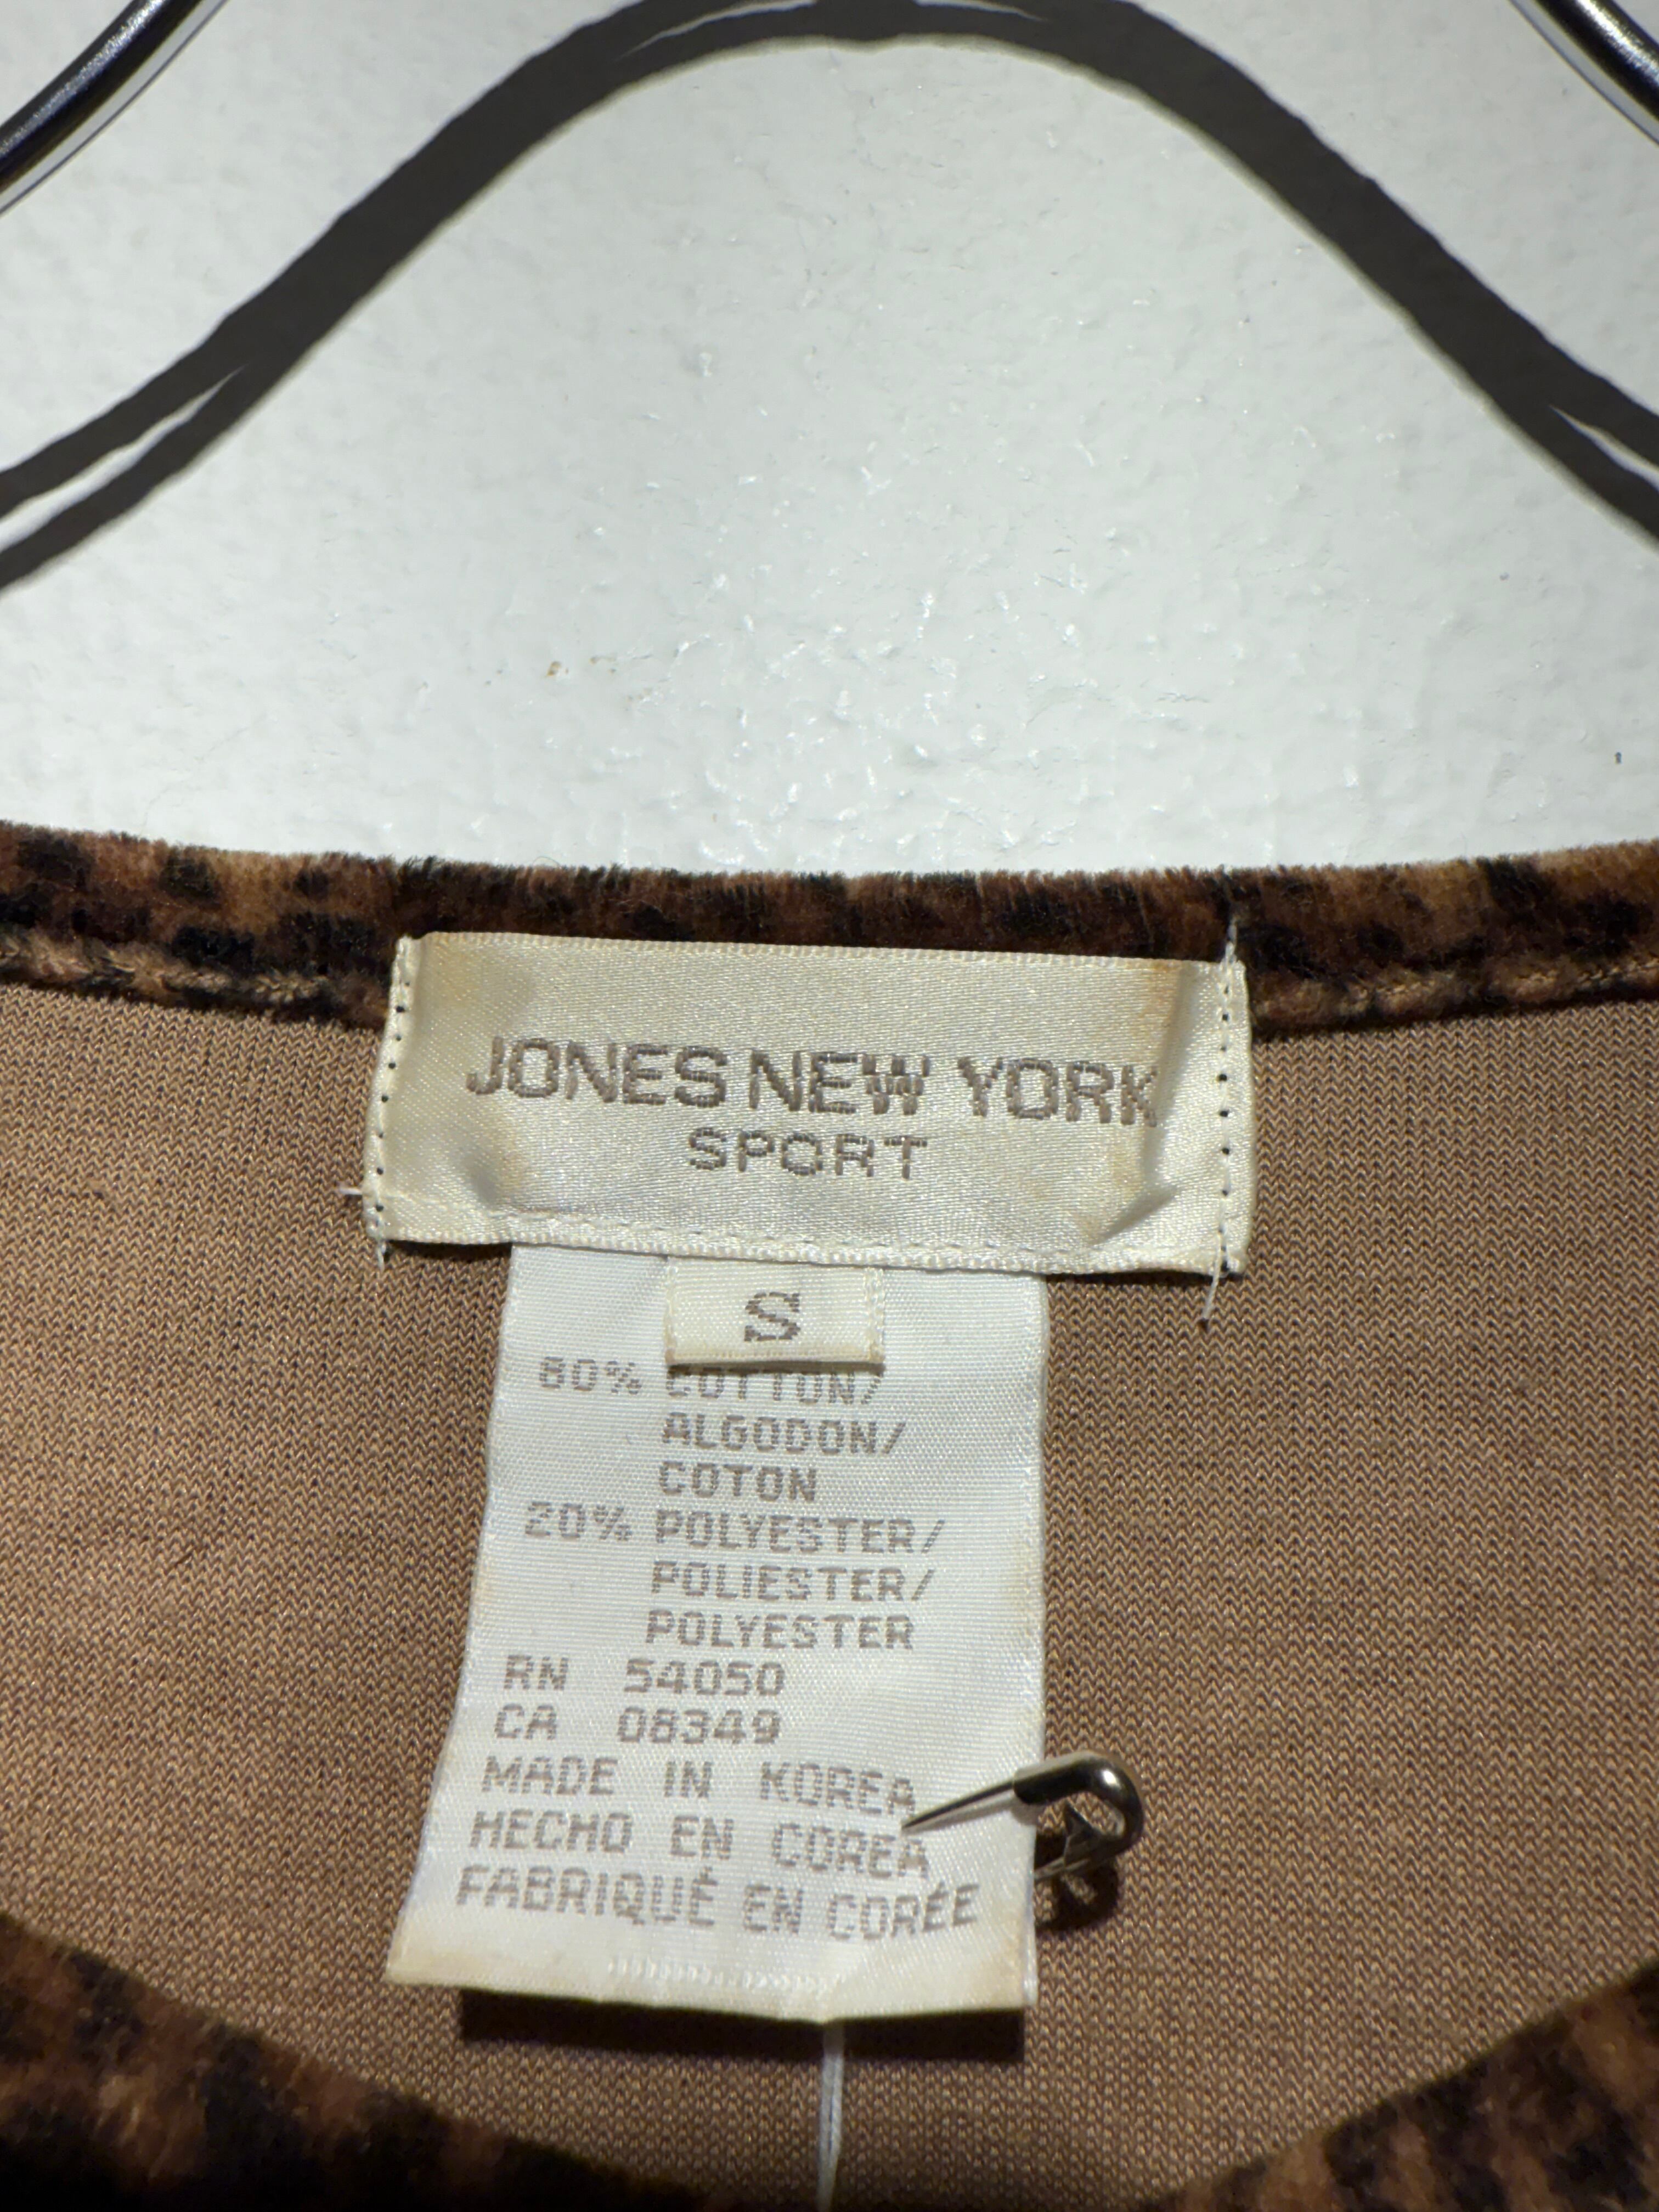 JONES NEW YORK
SPORT
S
80% COTTON/
ALGODON/
COTON
20% POLYESTER/
POLIESTER/
POLYESTER
RN 54050
CA 08349
MADE IN KOREA
HECHO EN COREA
FABRIQUÉ EN CORÉE